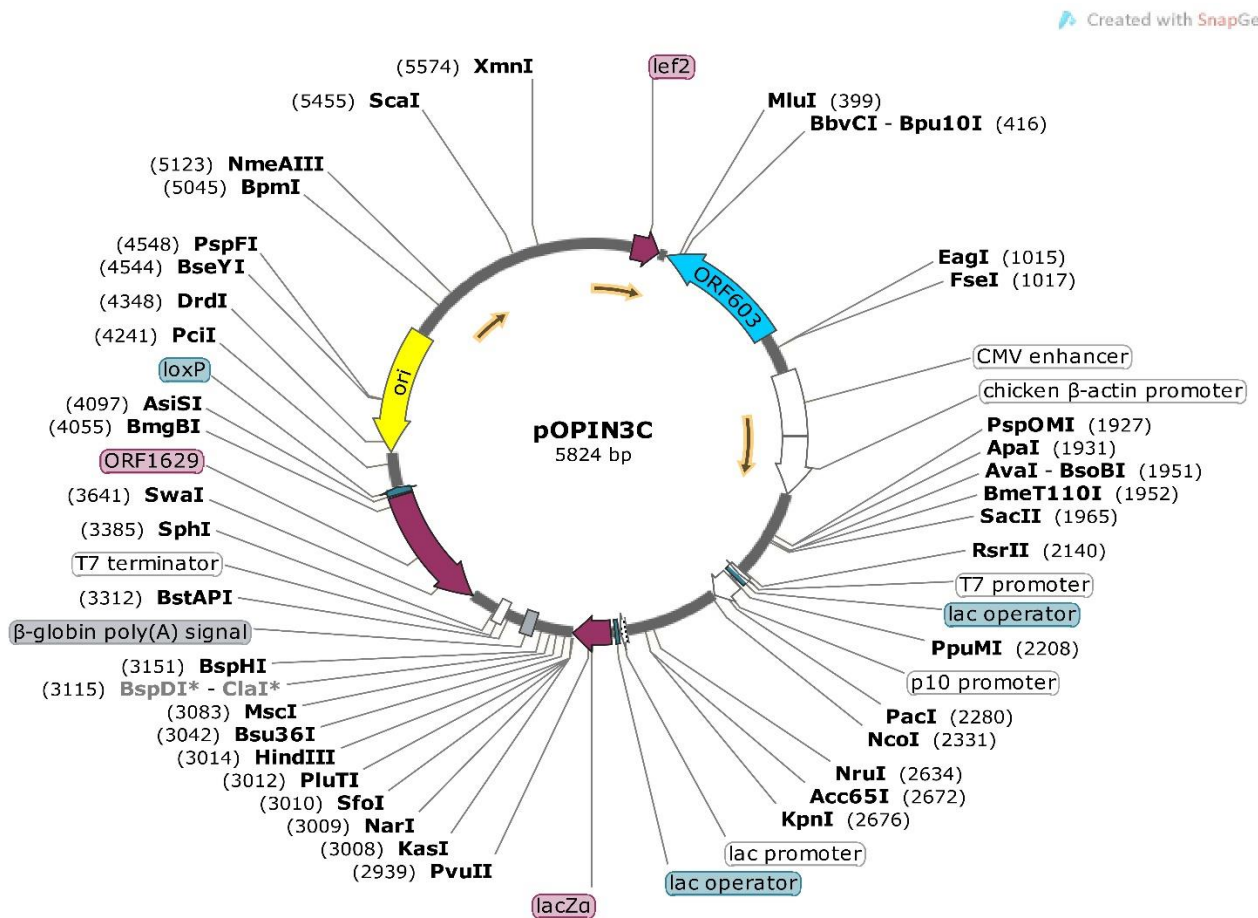 Created with SnapGe
(5574) XmnI
lef2
(5455) ScaI
MluI (399)
BbvCI - Bpu10I (416)
(5123) NmeAIII
(5045) BpmI
(4548) PspFI
(4544) BseYI
(4348) DrdI
(4241) PciI
loxP
(4097) AsiSI
(4055) BmgBI
ORF1629
(3641) SwaI
(3385) SphI
T7 terminator
(3312) BstAPI
β-globin poly(A) signal
(3151) BspHI
(3115) BspDI* - ClaI*
(3083) MscI
(3042) Bsu36I
(3014) HindIII
(3012) PluTI
(3010) SfoI
(3009) NarI
(3008) KasI
(2939) PvuII
lacZα
ORF603
ori
pOPIN3C
5824 bp
EagI (1015)
FseI (1017)
CMV enhancer
chicken β-actin promoter
PspOMI (1927)
ApaI (1931)
AvaI - BsoBI (1951)
BmeT110I (1952)
SacII (1965)
RsrII (2140)
T7 promoter
lac operator
PpuMI (2208)
p10 promoter
PacI (2280)
NcoI (2331)
NruI (2634)
Acc65I (2672)
KpnI (2676)
lac promoter
lac operator